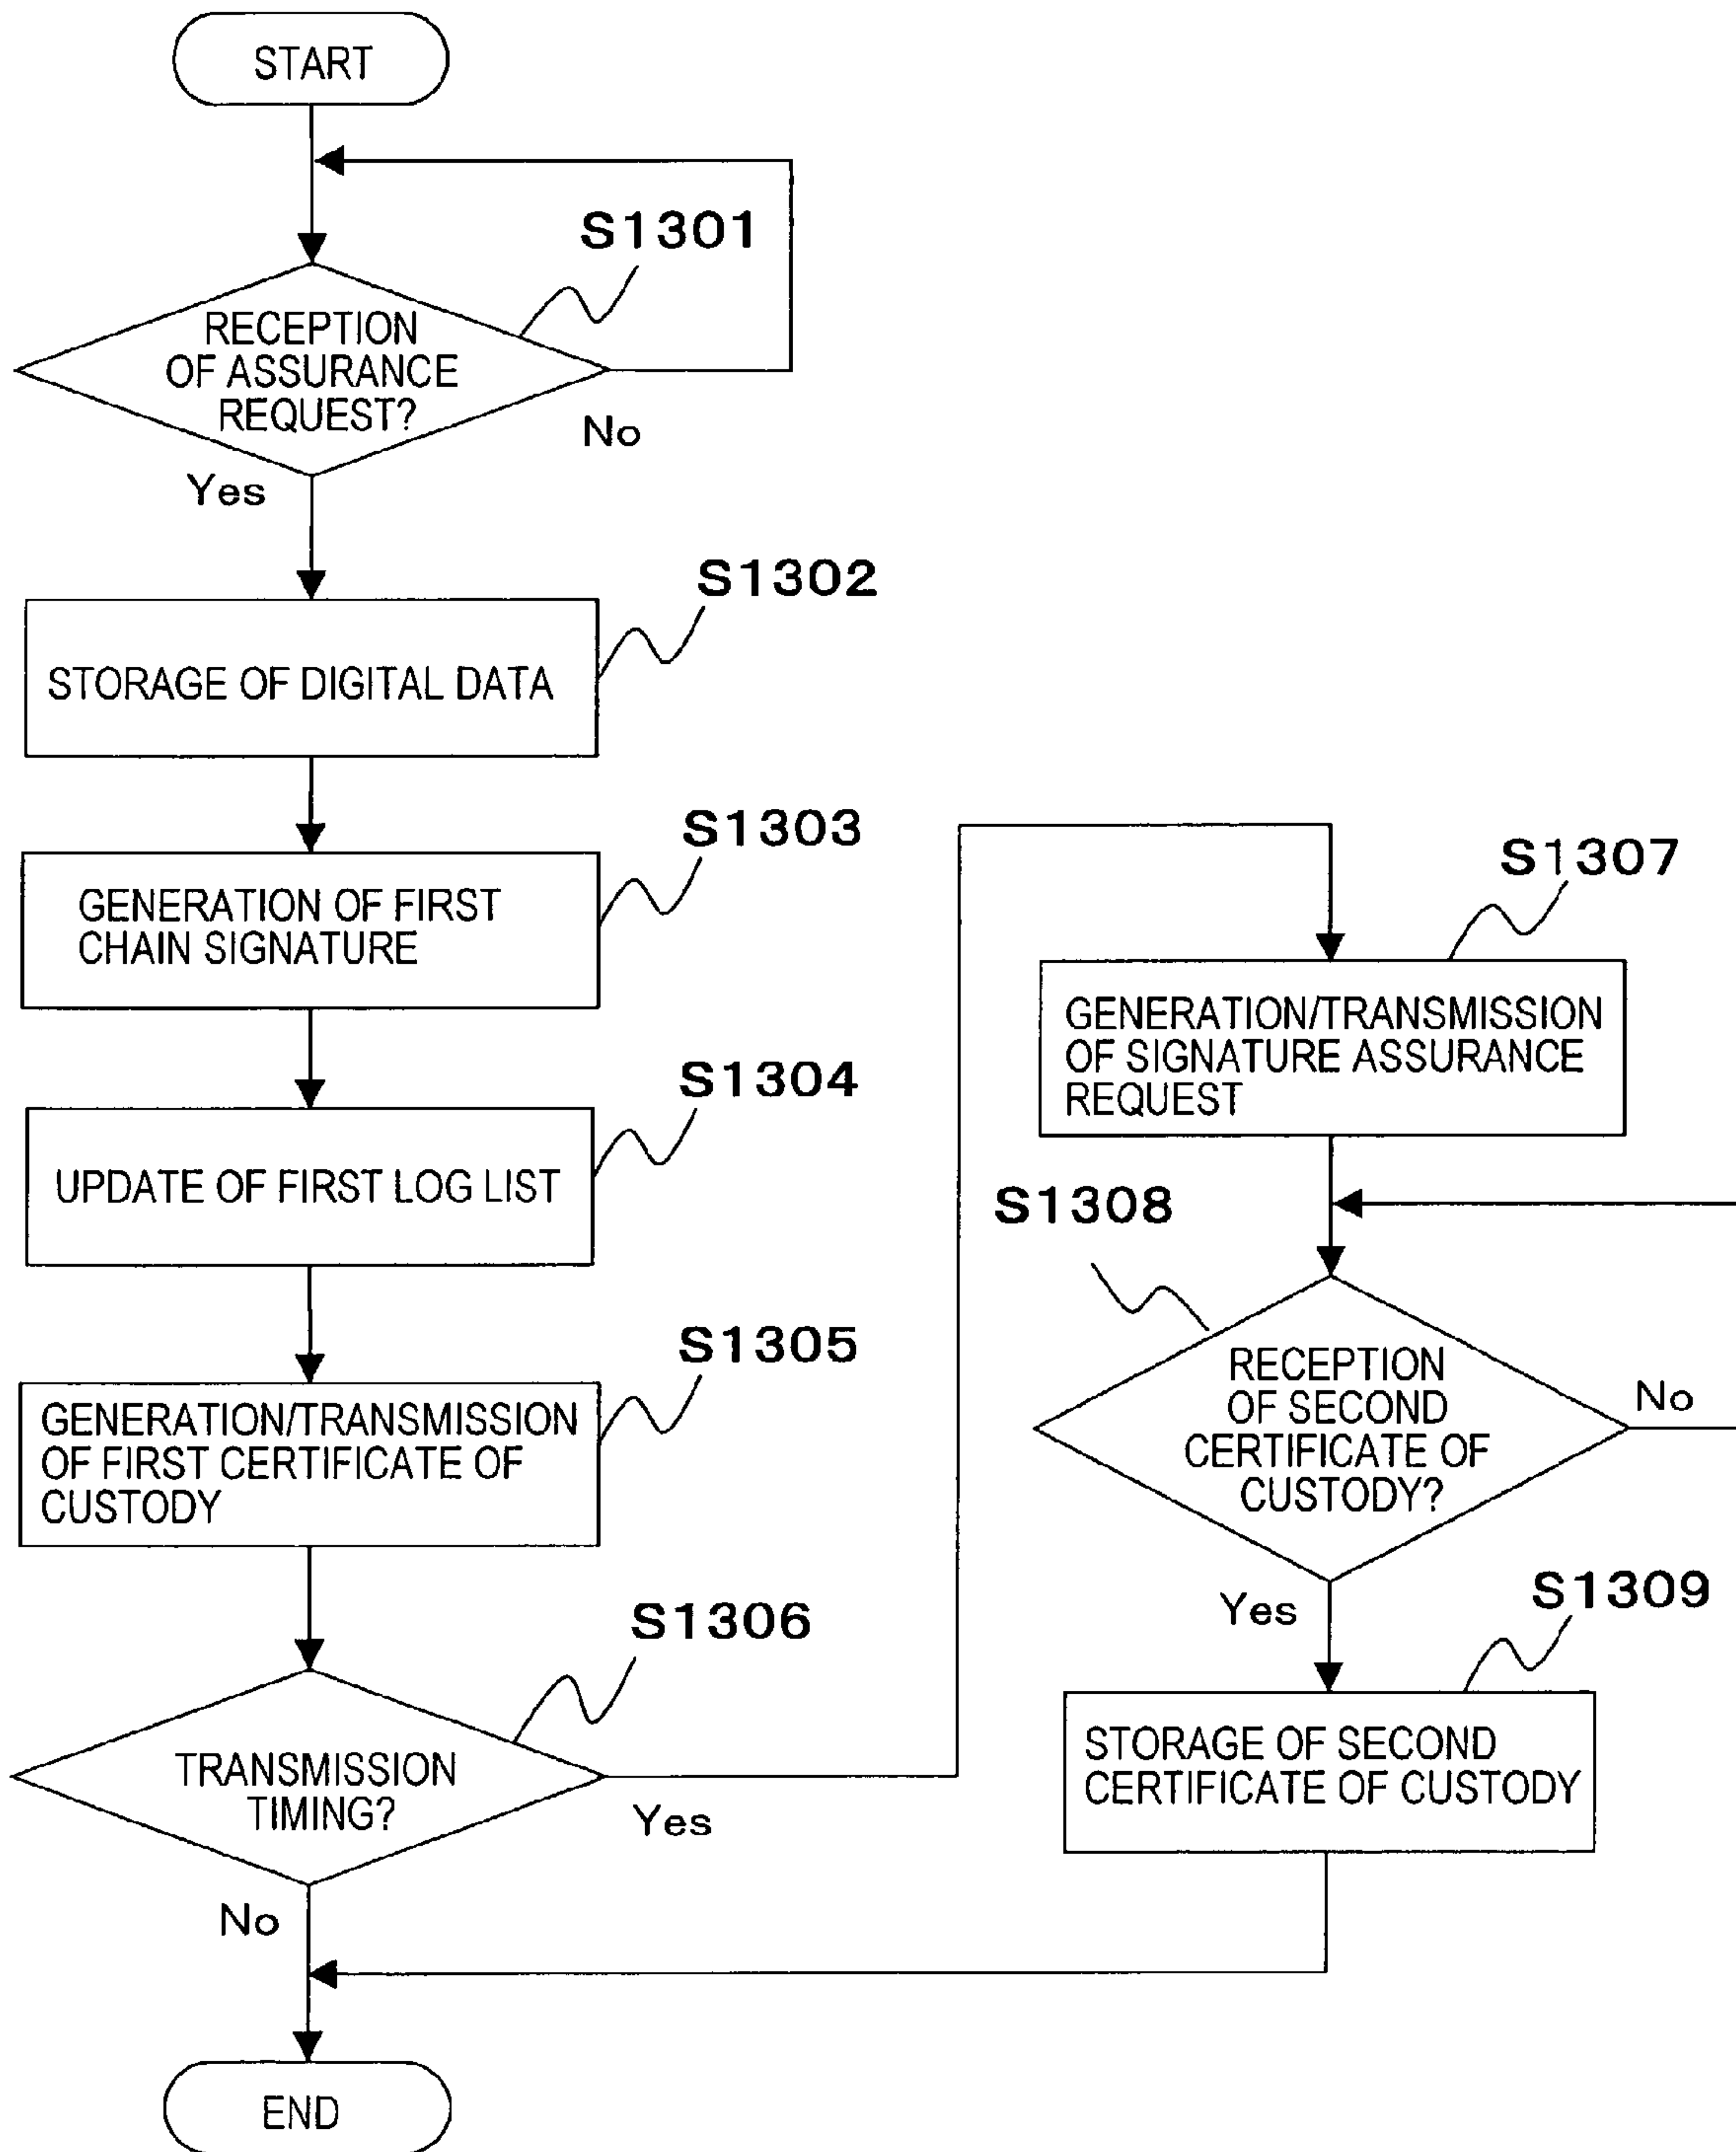 START
S1301
RECEPTION
OF ASSURANCE
REQUEST?
No
Yes
S1302
STORAGE OF DIGITAL DATA
S1303
GENERATION OF FIRST
CHAIN SIGNATURE
S1304
UPDATE OF FIRST LOG LIST
S1305
GENERATION/TRANSMISSION
OF FIRST CERTIFICATE OF
CUSTODY
S1306
TRANSMISSION
TIMING?
Yes
No
S1307
GENERATION/TRANSMISSION
OF SIGNATURE ASSURANCE
REQUEST
S1308
RECEPTION
OF SECOND
CERTIFICATE OF
CUSTODY?
No
Yes
S1309
STORAGE OF SECOND
CERTIFICATE OF CUSTODY
END